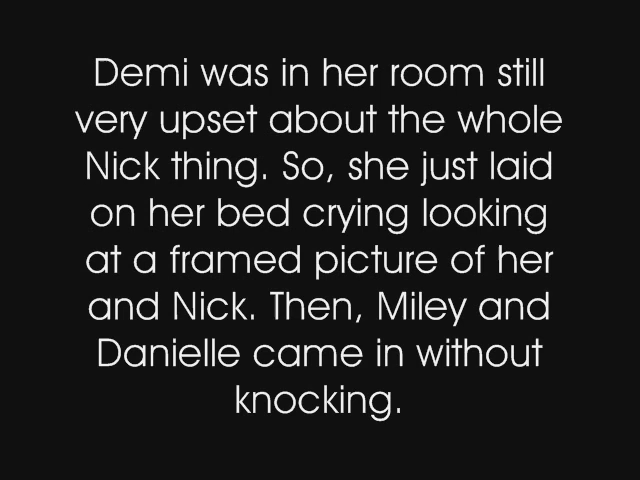 Demi was in her room still
very upset about the whole
Nick thing. So, she just laid
on her bed crying looking
at a framed picture of her
and Nick. Then, Miley and
Danielle came in without
knocking.